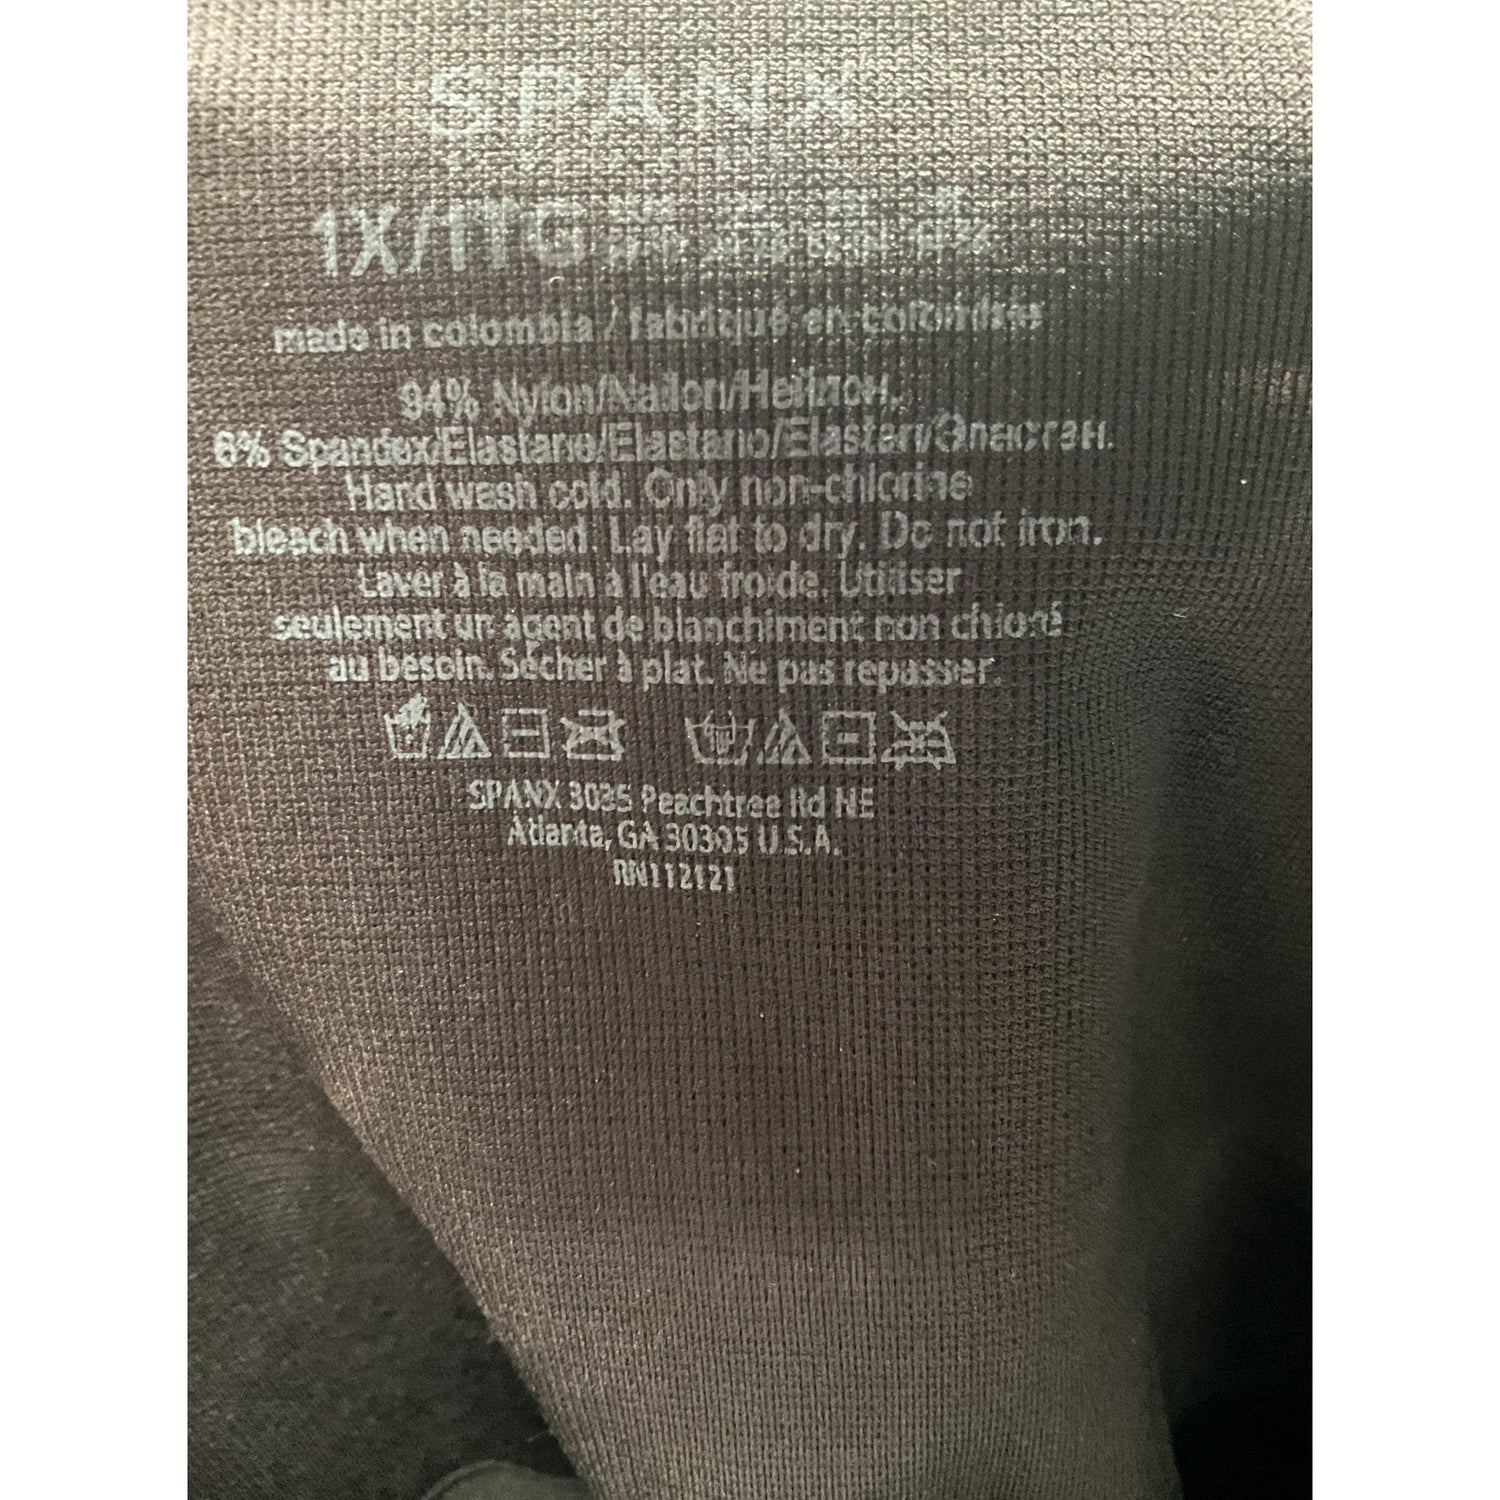 SPANX
1X/1TG
made in colombia / fabriqué en colombie
94% Nylon/Nailon/Нейлон.
6% Spandex/Elastane/Elastano/Elastan/Эластан.
Hand wash cold. Only non-chlorine
bleach when needed. Lay flat to dry. Do not iron.
Laver à la main à l'eau froide. Utiliser
seulement un agent de blanchiment non chloré
au besoin. Sécher à plat. Ne pas repasser.
SPANX 3035 Peachtree Rd NE
Atlanta, GA 30305 U.S.A.
RN112121